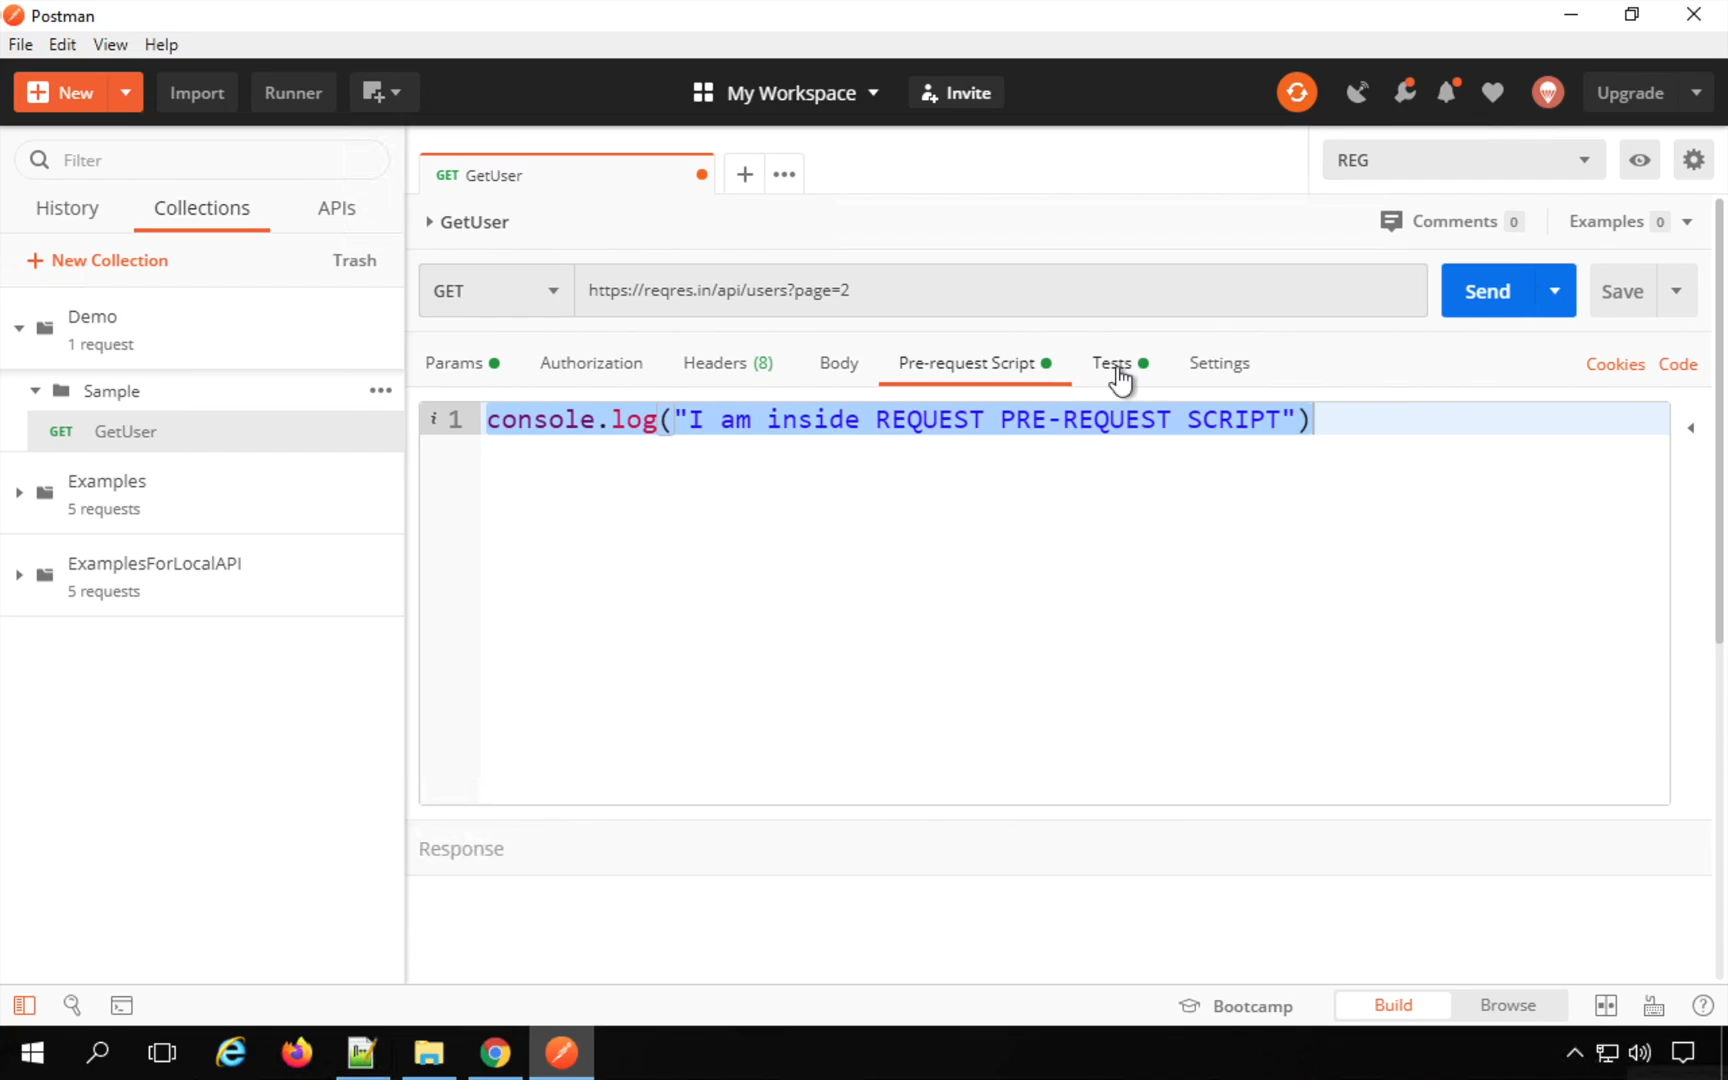 Postman
File Edit View Help
New Import Runner My Workspace Invite Upgrade
Filter
History Collections APIs
New Collection Trash
Demo
1 request
Sample
GET GetUser
Examples
5 requests
ExamplesForLocalAPI
5 requests
GET GetUser
REG
GetUser
Comments 0 Examples 0
GET https://reqres.in/api/users?page=2 Send Save
Params Authorization Headers (8) Body Pre-request Script Tests Settings Cookies Code
i 1 console.log("I am inside REQUEST PRE-REQUEST SCRIPT")
Response
Bootcamp Build Browse